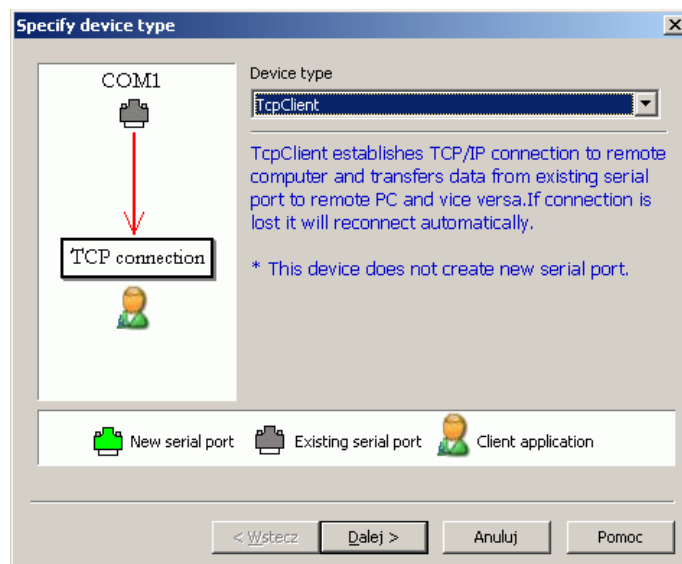 Specify device type
COM1
TCP connection
Device type
TcpClient
TcpClient establishes TCP/IP connection to remote
computer and transfers data from existing serial
port to remote PC and vice versa.If connection is
lost it will reconnect automatically.
* This device does not create new serial port.
New serial port
Existing serial port
Client application
< Wstecz
Dalej >
Anuluj
Pomoc